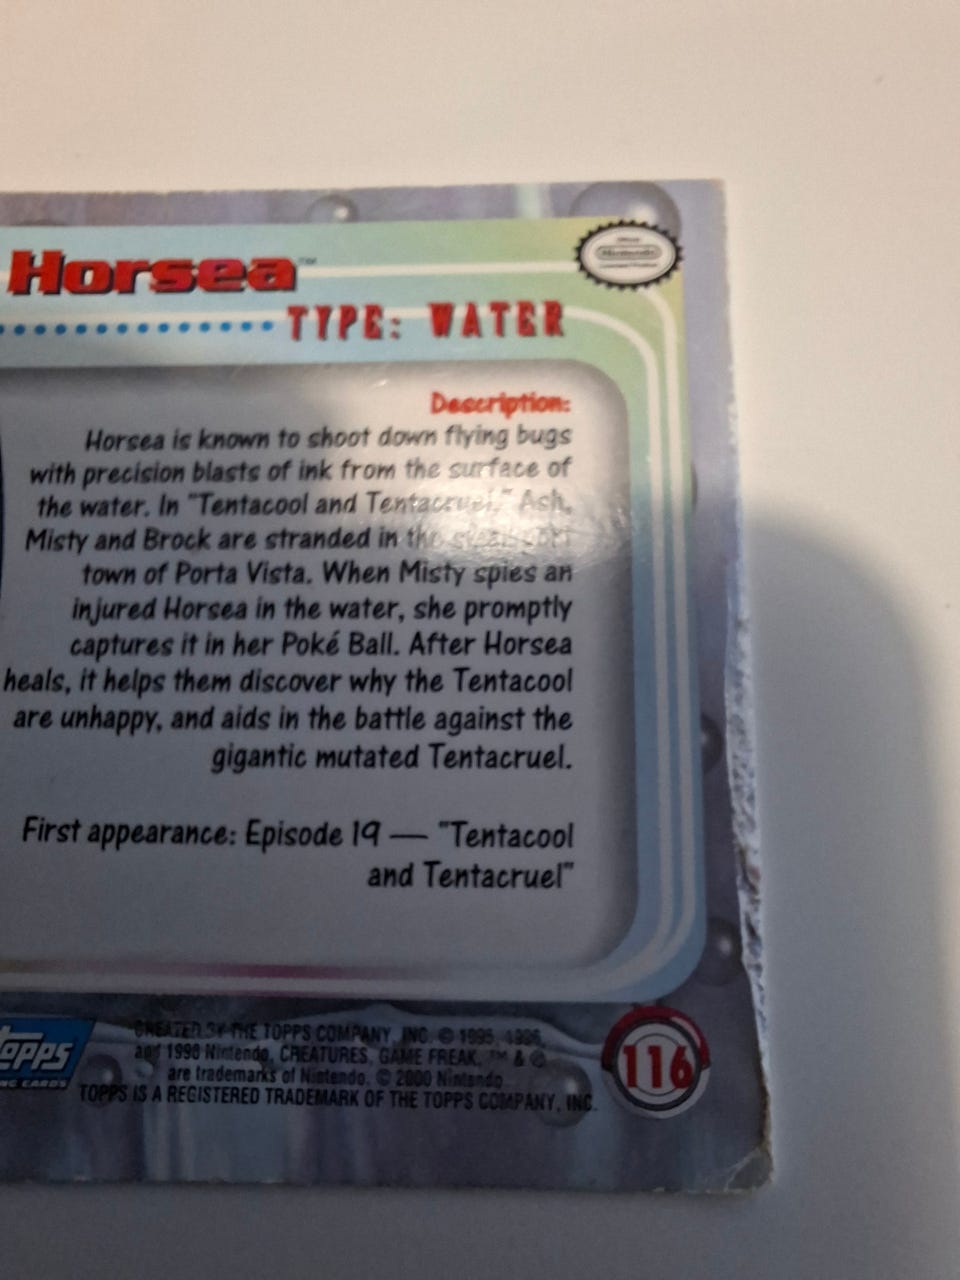 Horsea™
TYPE: WATER
Nintendo
Description:
Horsea is known to shoot down flying bugs
with precision blasts of ink from the surface of
the water. In "Tentacool and Tentacruel," Ash,
Misty and Brock are stranded in the
town of Porta Vista. When Misty spies an
injured Horsea in the water, she promptly
captures it in her Poké Ball. After Horsea
heals, it helps them discover why the Tentacool
are unhappy, and aids in the battle against the
gigantic mutated Tentacruel.
First appearance: Episode 19 — "Tentacool
and Tentacruel"
opps
NG CARDS
CREATED BY THE TOPPS COMPANY, INC. © 1995, 1996,
and 1998 Nintendo, CREATURES, GAME FREAK, ™ & ®
are trademarks of Nintendo. © 2000 Nintendo.
TOPPS IS A REGISTERED TRADEMARK OF THE TOPPS COMPANY, INC.
116